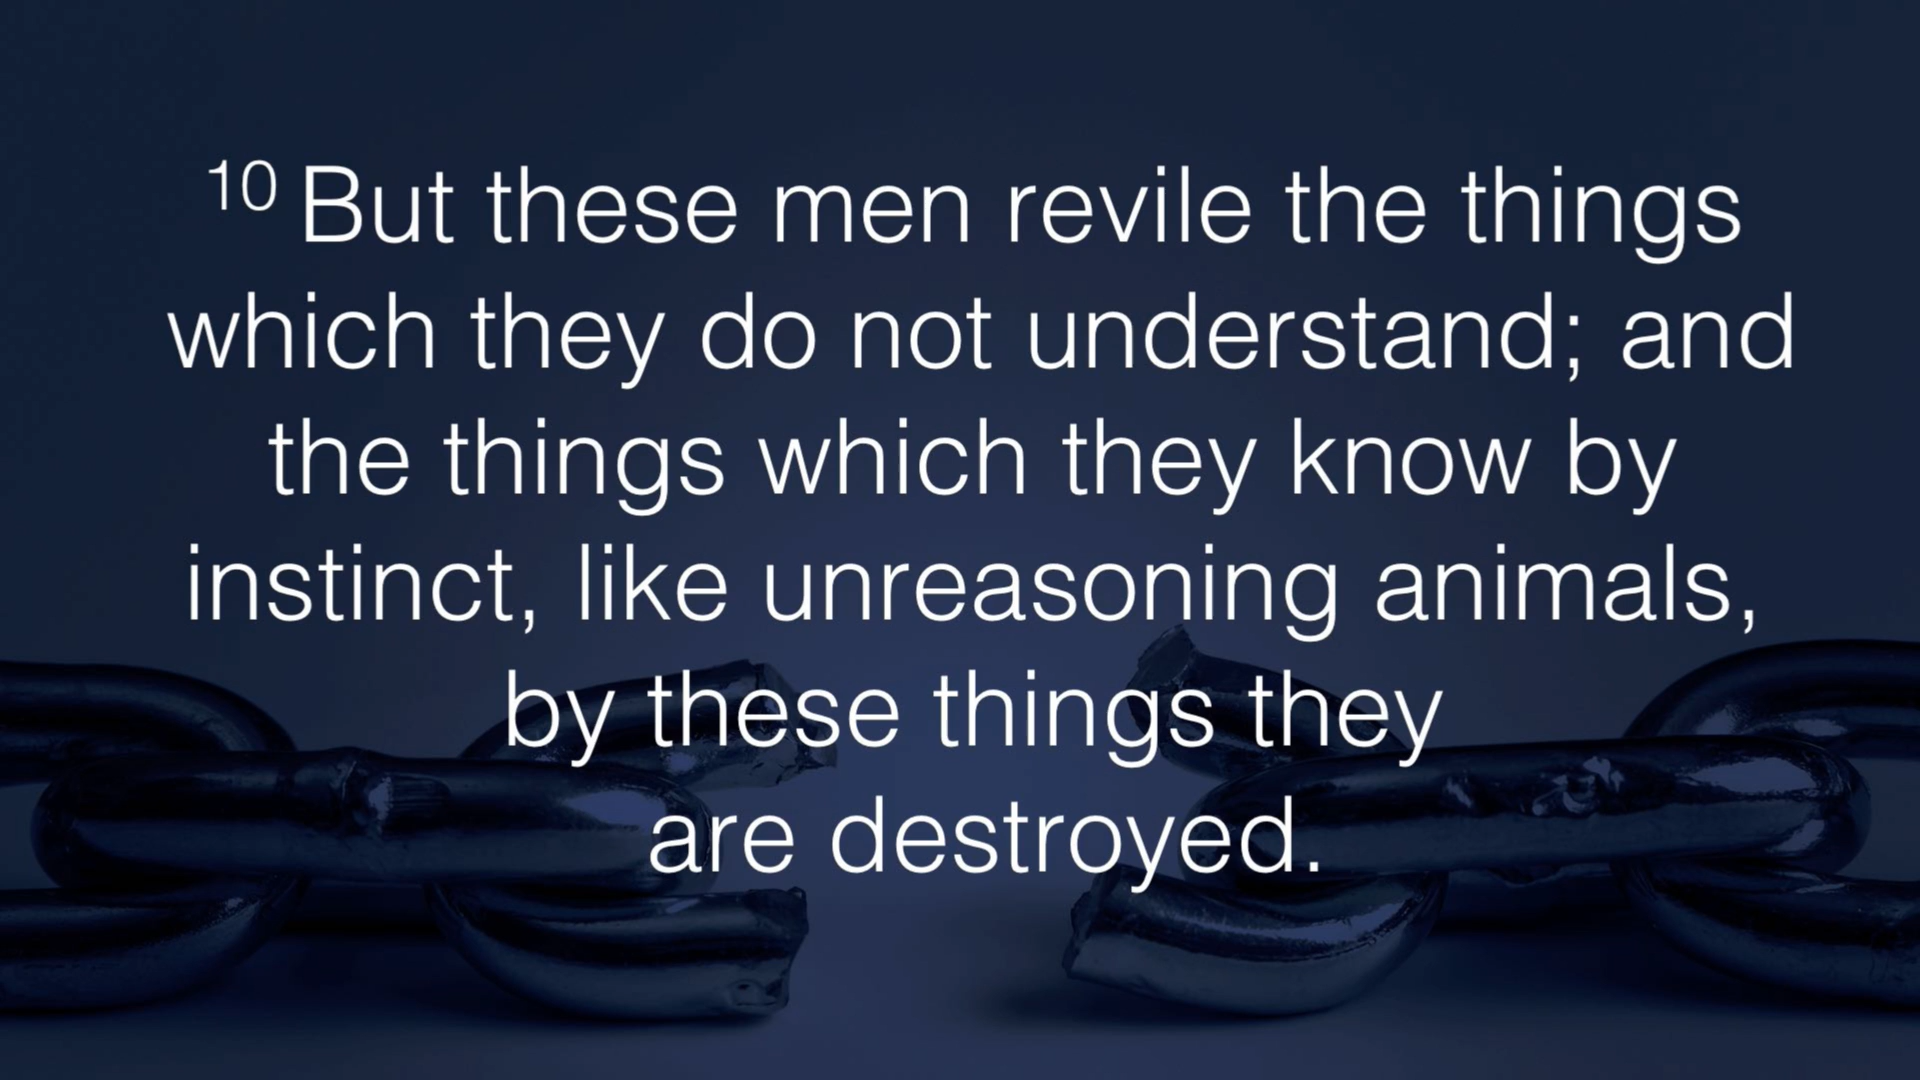 10 But these men revile the things
which they do not understand; and
the things which they know by
instinct, like unreasoning animals,
by these things they
are destroyed.